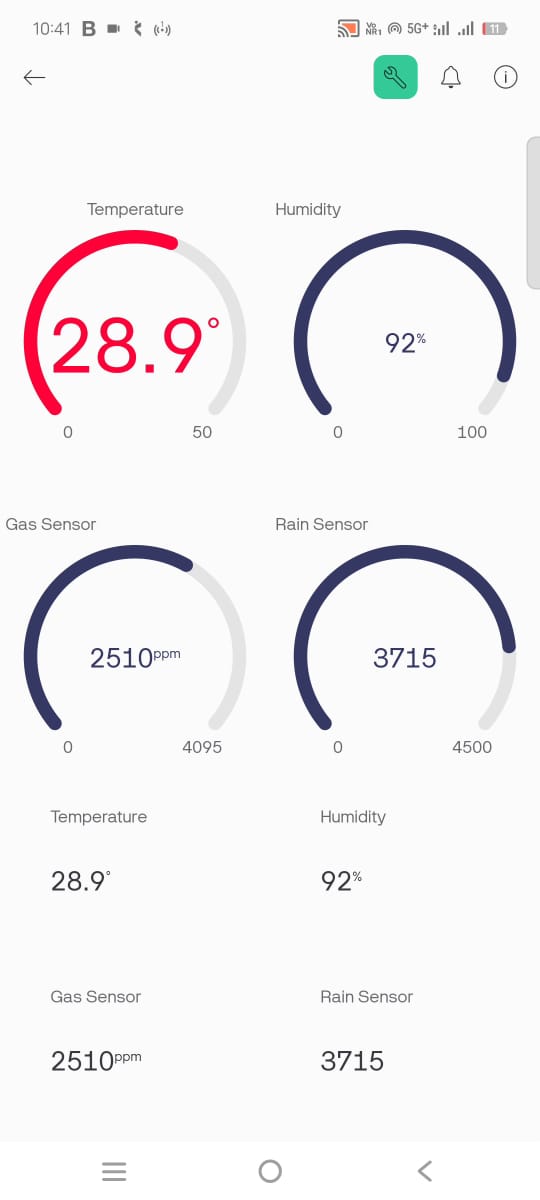 10:41 B Vo NR1 5G+ 11
Temperature Humidity
28.9° 92%
0 50 0 100
Gas Sensor Rain Sensor
2510ppm 3715
0 4095 0 4500
Temperature Humidity
28.9° 92%
Gas Sensor Rain Sensor
2510ppm 3715